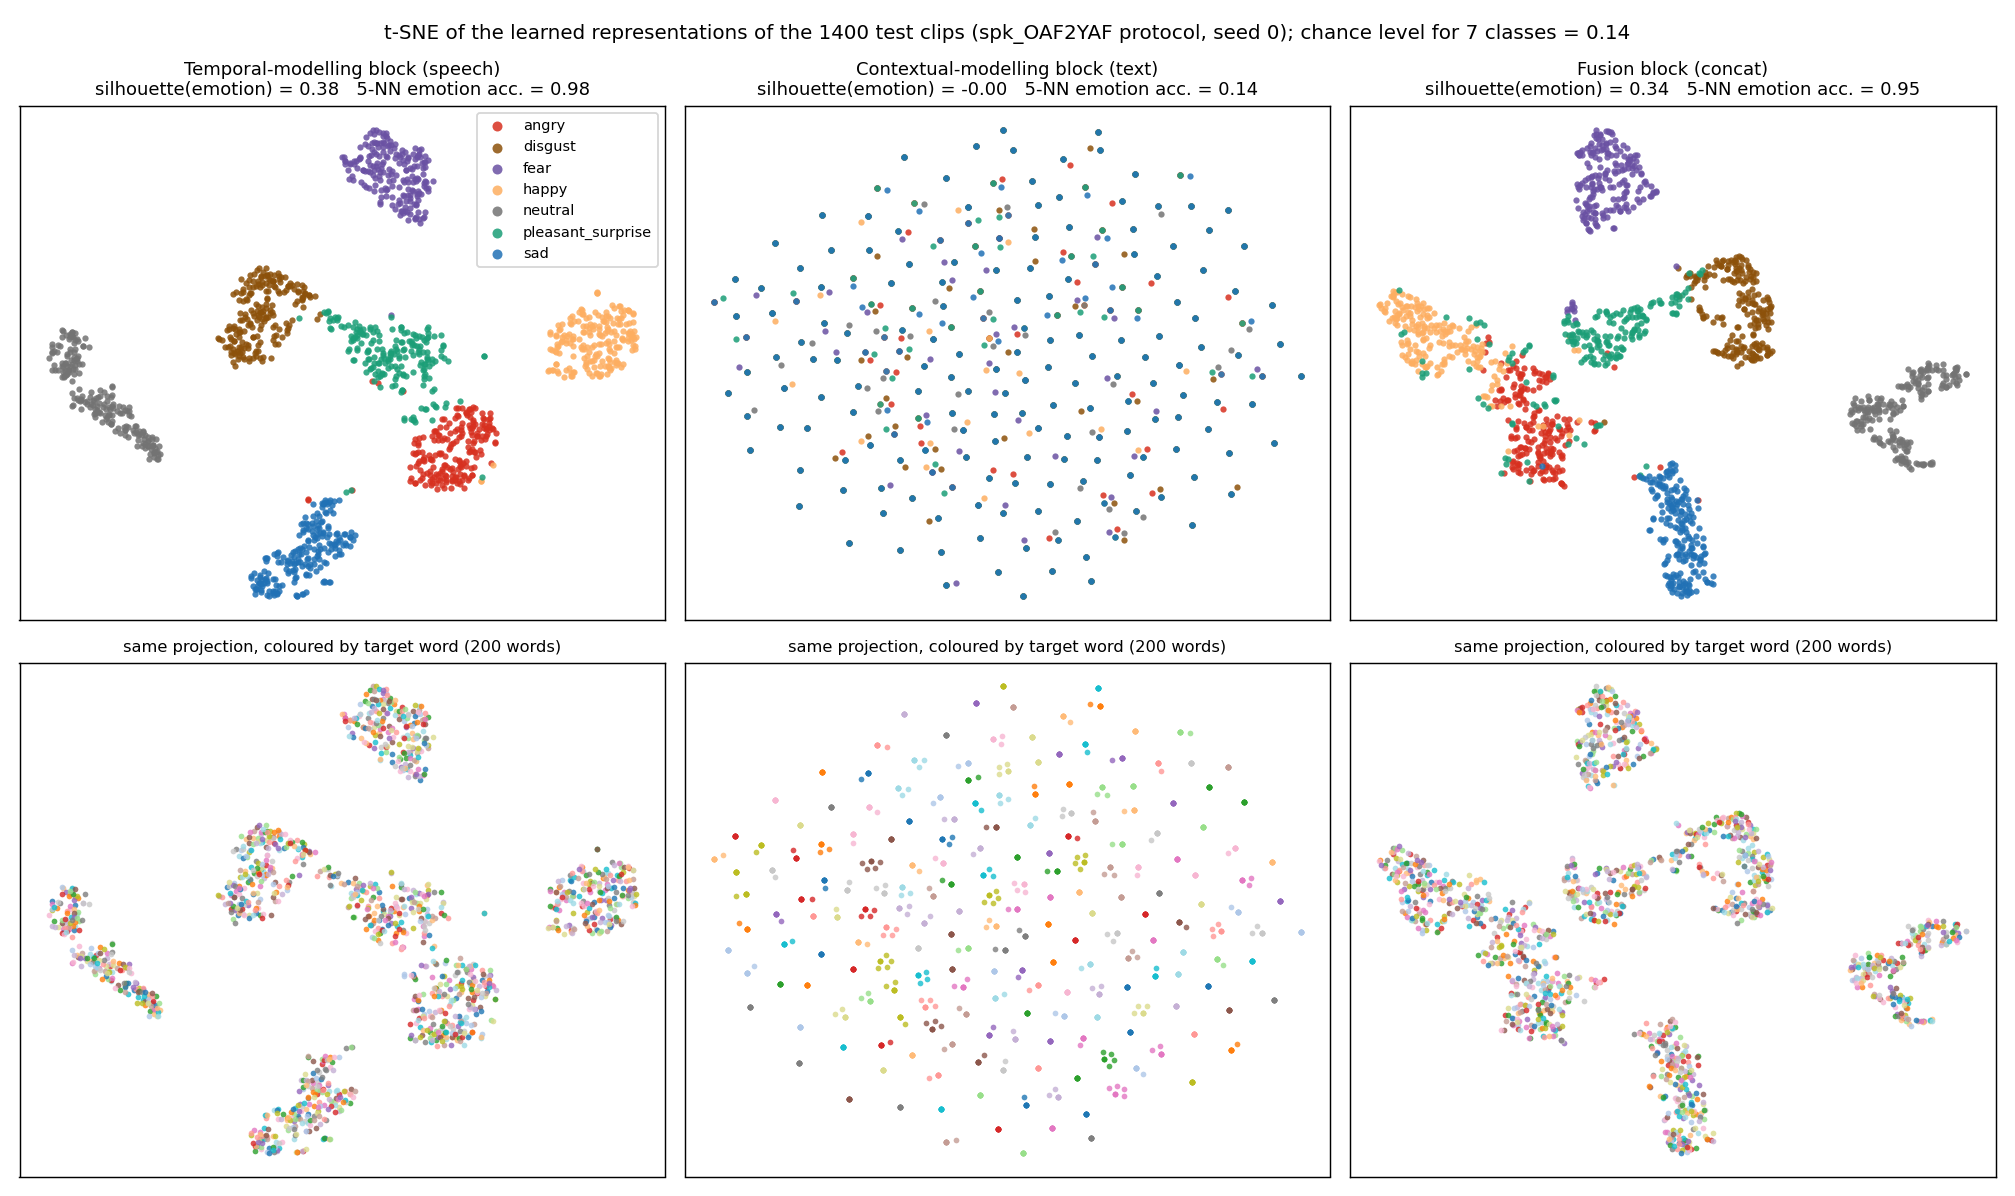 t-SNE of the learned representations of the 1400 test clips (spk_OAF2YAF protocol, seed 0); chance level for 7 classes = 0.14
Temporal-modelling block (speech)
silhouette(emotion) = 0.38   5-NN emotion acc. = 0.98
Contextual-modelling block (text)
silhouette(emotion) = -0.00   5-NN emotion acc. = 0.14
Fusion block (concat)
silhouette(emotion) = 0.34   5-NN emotion acc. = 0.95
angry
disgust
fear
happy
neutral
pleasant_surprise
sad
same projection, coloured by target word (200 words)
same projection, coloured by target word (200 words)
same projection, coloured by target word (200 words)